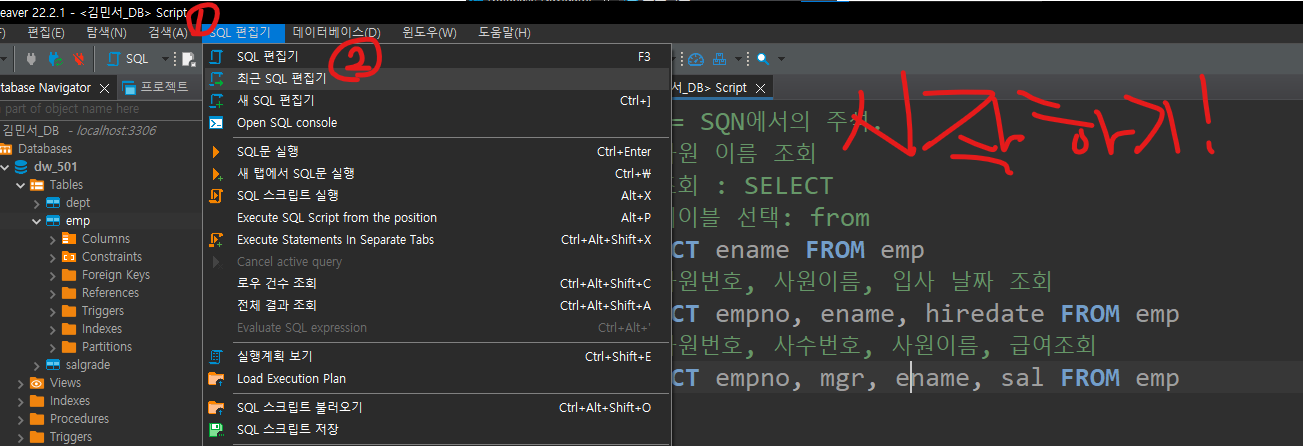 eaver 22.2.1 - <김민서_DB> Script
①
편집(E) 탐색(N) 검색(A) SQL 편집기 데이터베이스(D) 윈도우(W) 도움말(H)
SQL
②
시작하기!
tabase Navigator
프로젝트
part of object name here
김민서_DB - localhost:3306
Databases
dw_501
Tables
dept
emp
Columns
Constraints
Foreign Keys
References
Triggers
Indexes
Partitions
salgrade
Views
Indexes
Procedures
Triggers
SQL 편집기 F3
최근 SQL 편집기
새 SQL 편집기 Ctrl+]
Open SQL console
SQL문 실행 Ctrl+Enter
새 탭에서 SQL문 실행 Ctrl+₩
SQL 스크립트 실행 Alt+X
Execute SQL Script from the position Alt+P
Execute Statements In Separate Tabs Ctrl+Alt+Shift+X
Cancel active query
로우 건수 조회 Ctrl+Alt+Shift+C
전체 결과 조회 Ctrl+Alt+Shift+A
Evaluate SQL expression Ctrl+Alt+'
실행계획 보기 Ctrl+Shift+E
Load Execution Plan
SQL 스크립트 불러오기 Ctrl+Alt+Shift+O
SQL 스크립트 저장
서_DB> Script
= SQN에서의 주석.
사원 이름 조회
조회 : SELECT
테이블 선택: from
CT ename FROM emp
사원번호, 사원이름, 입사 날짜 조회
CT empno, ename, hiredate FROM emp
사원번호, 사수번호, 사원이름, 급여조회
CT empno, mgr, ename, sal FROM emp